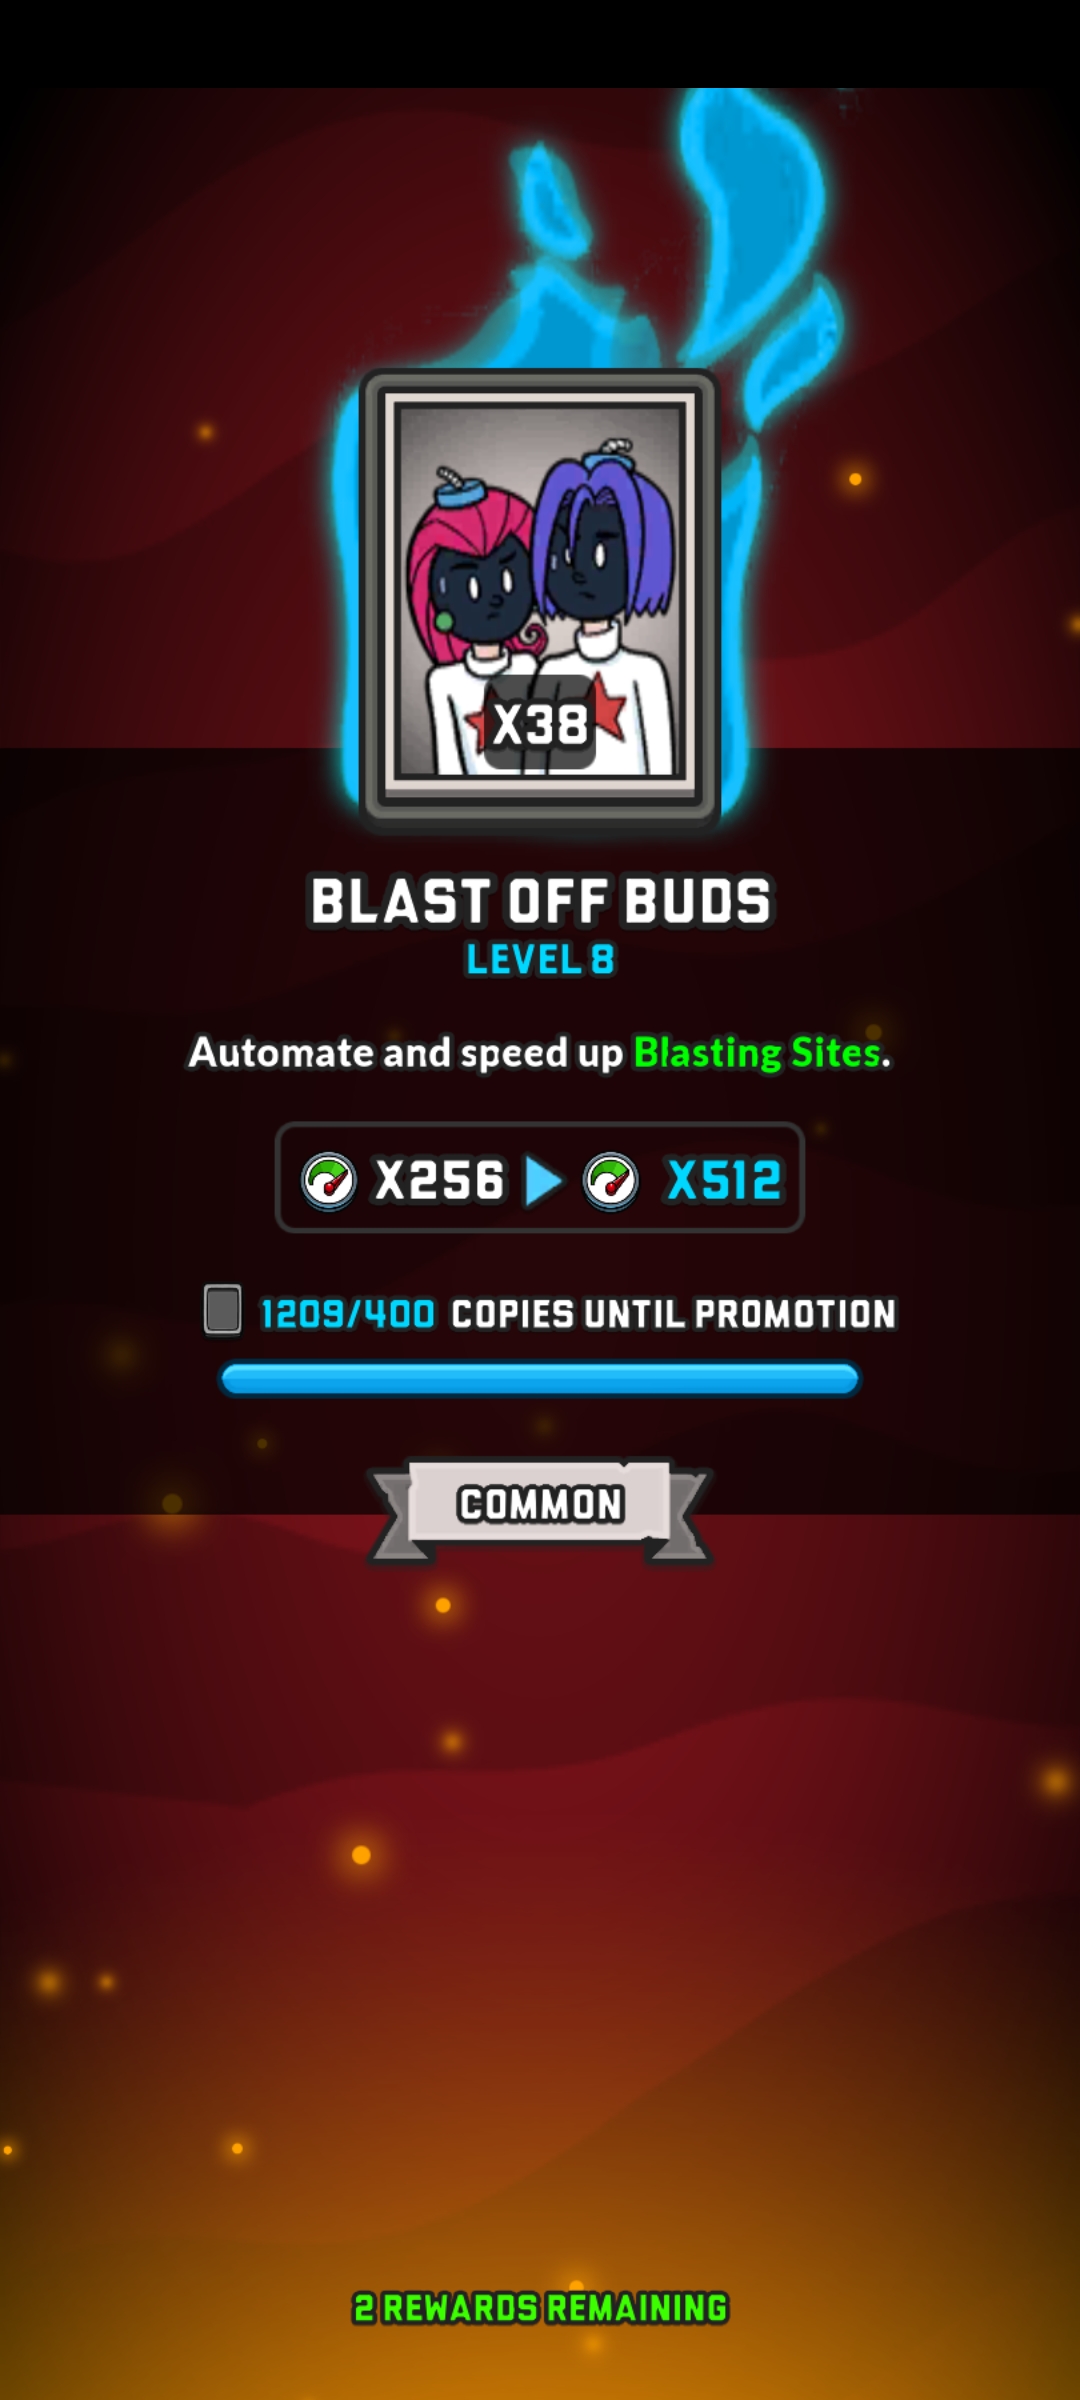 X38
BLAST OFF BUDS
LEVEL 8
Automate and speed up Blasting Sites.
X256 X512
1209/400 COPIES UNTIL PROMOTION
COMMON
2 REWARDS REMAINING